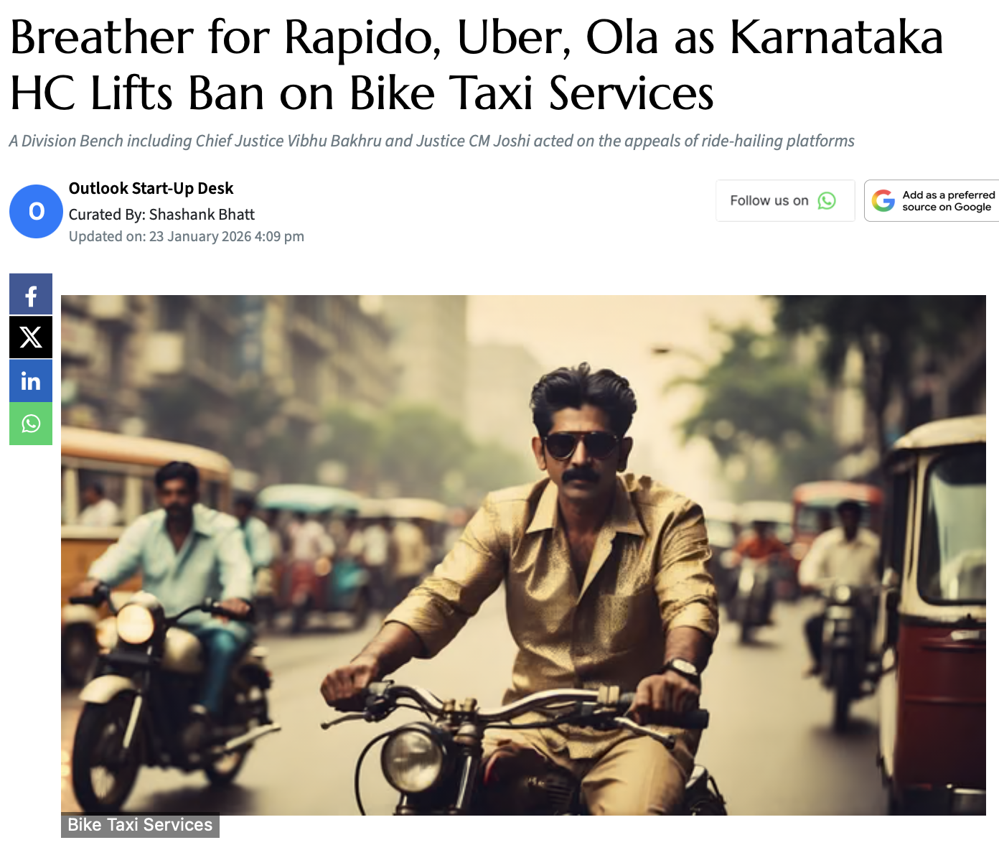 Breather for Rapido, Uber, Ola as Karnataka
HC Lifts Ban on Bike Taxi Services
A Division Bench including Chief Justice Vibhu Bakhru and Justice CM Joshi acted on the appeals of ride-hailing platforms
O
Outlook Start-Up Desk
Curated By: Shashank Bhatt
Updated on: 23 January 2026 4:09 pm
Follow us on
Add as a preferred
source on Google
Bike Taxi Services